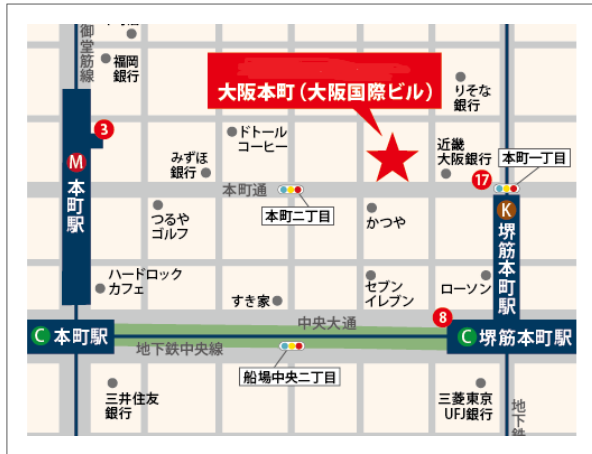 御堂筋線
福岡
銀行
大阪本町（大阪国際ビル）
りそな
銀行
3
ドトール
コーヒー
近畿
大阪銀行
本町一丁目
M 本町駅
みずほ
銀行
17
本町通
本町二丁目
つるや
ゴルフ
かつや
K 堺筋本町駅
ハードロック
カフェ
すき家
セブン
イレブン
ローソン
8
中央大通
C 本町駅
C 堺筋本町駅
地下鉄中央線
船場中央二丁目
三井住友
銀行
三菱東京
UFJ銀行
地下鉄